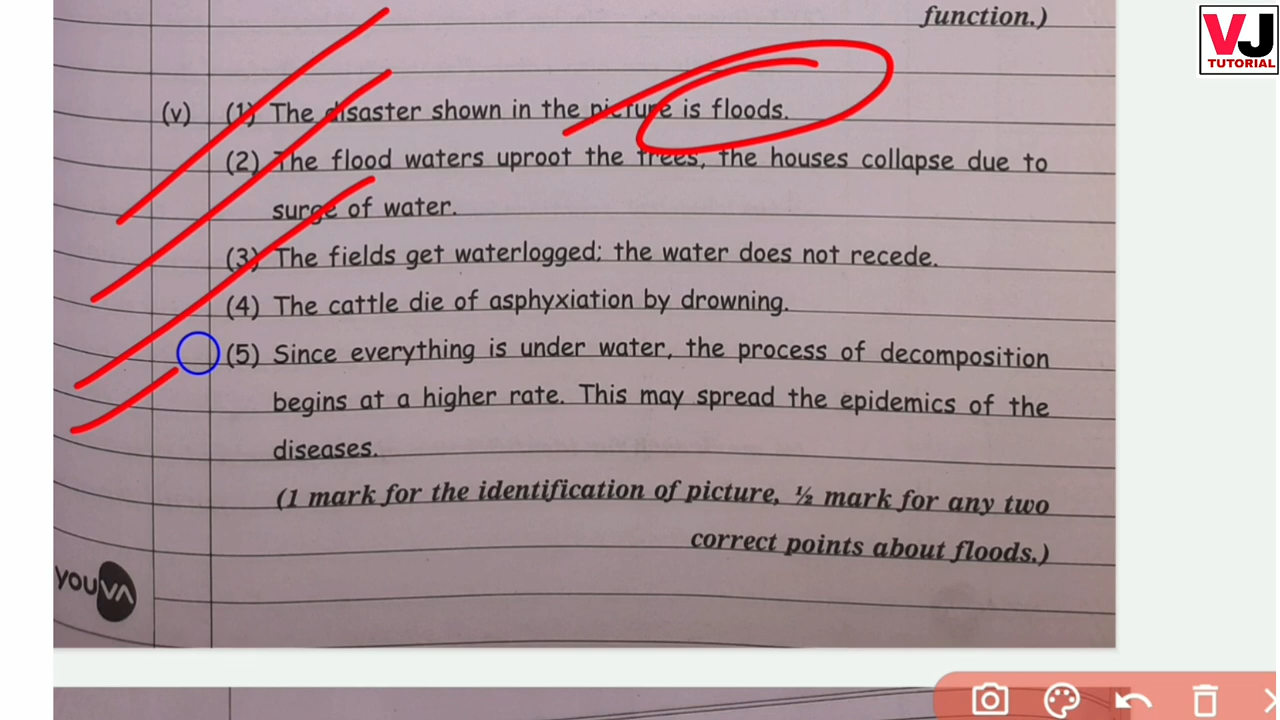 function.)
VJ
TUTORIAL
(v) (1) The disaster shown in the picture is floods.
(2) The flood waters uproot the trees, the houses collapse due to
surge of water.
(3) The fields get waterlogged; the water does not recede.
(4) The cattle die of asphyxiation by drowning.
(5) Since everything is under water, the process of decomposition
begins at a higher rate. This may spread the epidemics of the
diseases.
(1 mark for the identification of picture, ½ mark for any two
correct points about floods.)
YOUVA